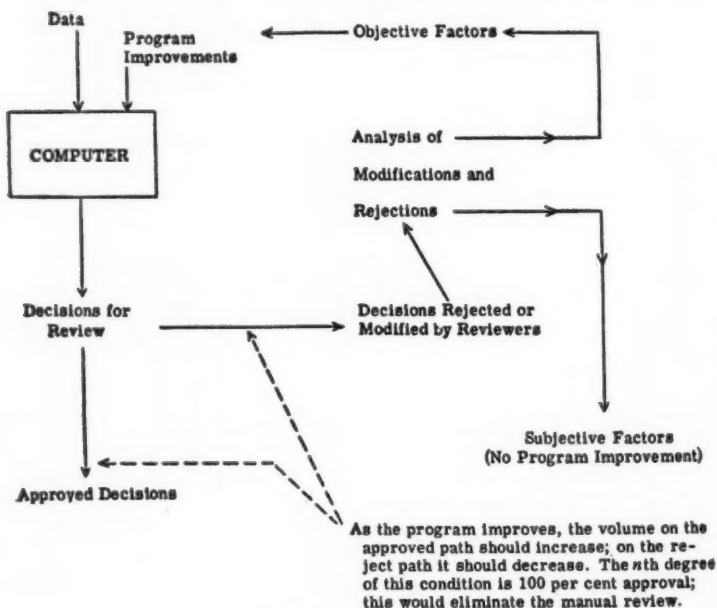 Data
Program
Improvements
Objective Factors
COMPUTER
Analysis of
Modifications and
Rejections
Decisions for
Review
Decisions Rejected or
Modified by Reviewers
Subjective Factors
(No Program Improvement)
Approved Decisions
As the program improves, the volume on the
approved path should increase; on the re-
ject path it should decrease. The nth degree
of this condition is 100 per cent approval;
this would eliminate the manual review.